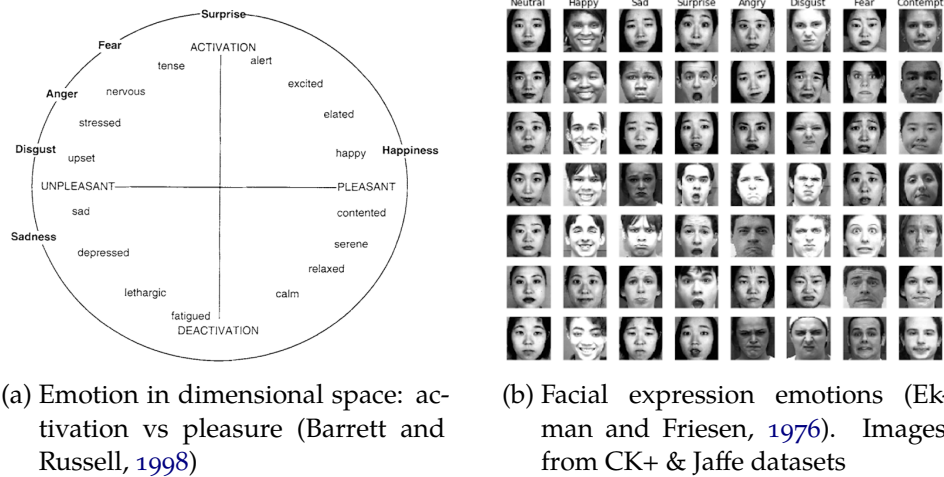 Surprise
Fear
ACTIVATION
tense
alert
excited
Anger
nervous
elated
stressed
Disgust
upset
happy
Happiness
UNPLEASANT
PLEASANT
sad
contented
Sadness
depressed
serene
relaxed
lethargic
calm
fatigued
DEACTIVATION
(a) Emotion in dimensional space: ac-
tivation vs pleasure (Barrett and
Russell, 1998)
Neutral Happy Sad Surprise Angry Disgust Fear Contempt
(b) Facial expression emotions (Ek-
man and Friesen, 1976). Images
from CK+ & Jaffe datasets